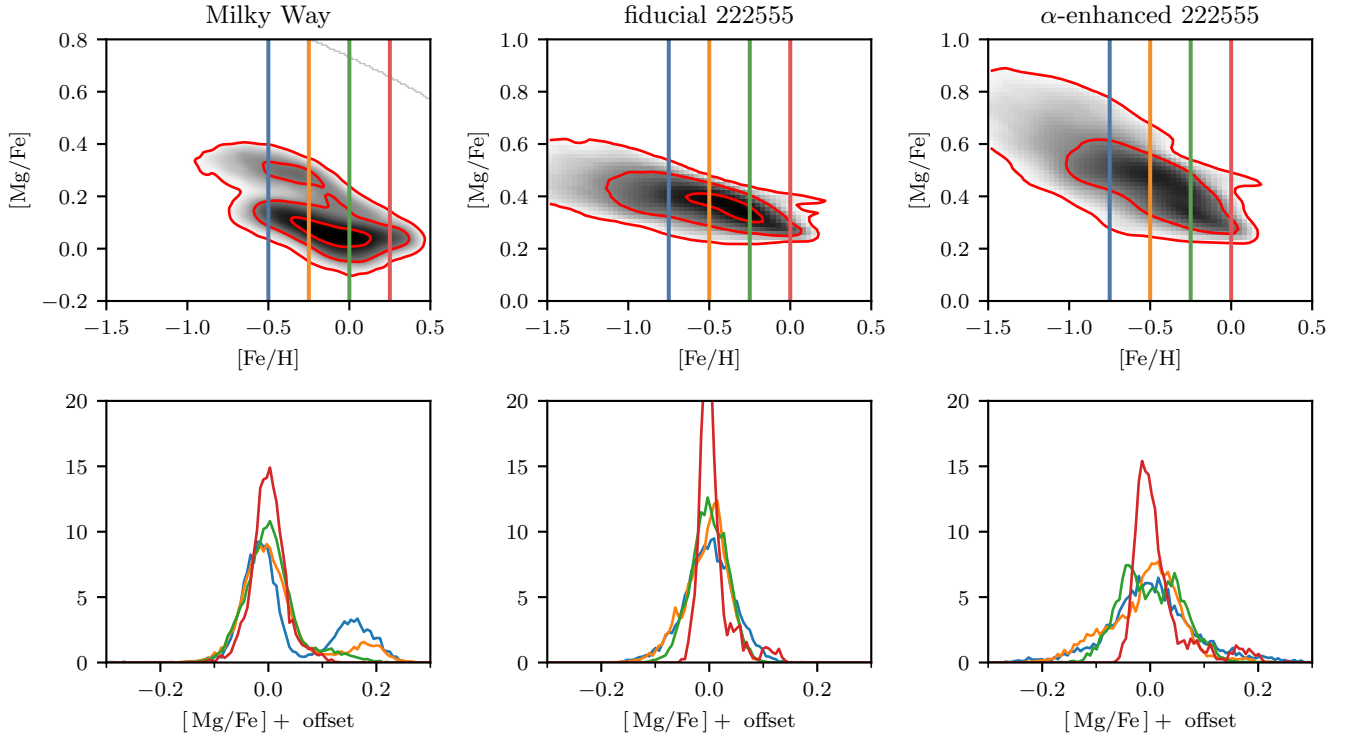 Milky Way
fiducial 222555
α-enhanced 222555
0.8
0.6
0.4
0.2
0.0
−0.2
[Mg/Fe]
−1.5 −1.0 −0.5 0.0 0.5
[Fe/H]
1.0
0.8
0.6
0.4
0.2
0.0
[Mg/Fe]
−1.5 −1.0 −0.5 0.0 0.5
[Fe/H]
1.0
0.8
0.6
0.4
0.2
0.0
[Mg/Fe]
−1.5 −1.0 −0.5 0.0 0.5
[Fe/H]
20
15
10
5
0
−0.2 0.0 0.2
[Mg/Fe] + offset
20
15
10
5
0
−0.2 0.0 0.2
[Mg/Fe] + offset
20
15
10
5
0
−0.2 0.0 0.2
[Mg/Fe] + offset